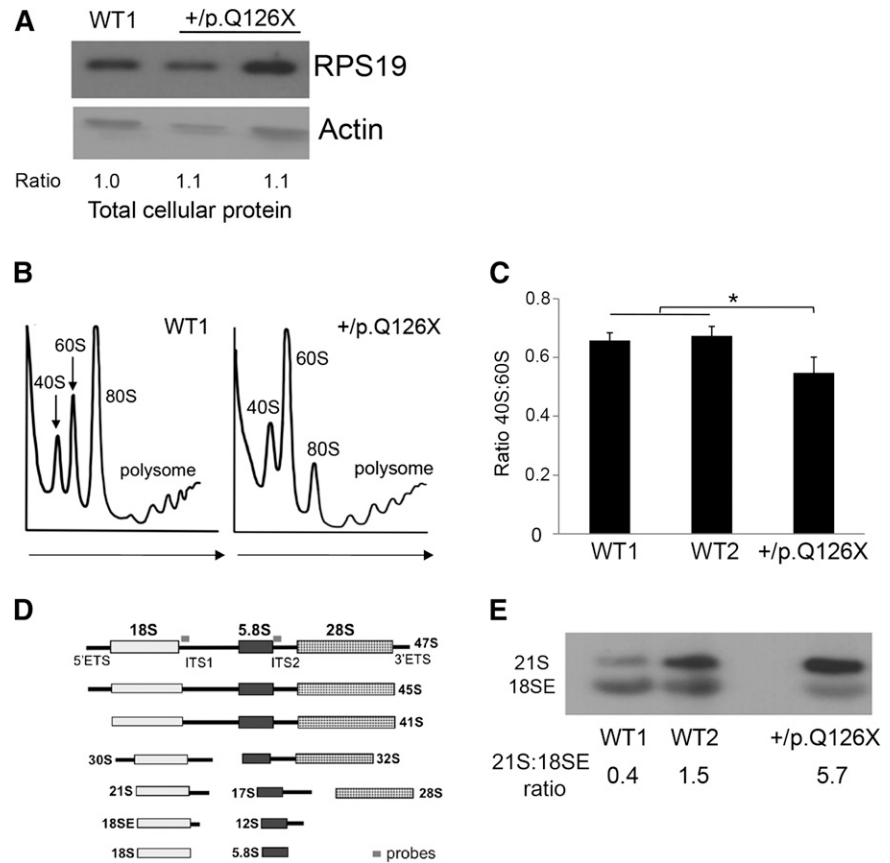 A
WT1 +/p.Q126X
RPS19
Actin
Ratio 1.0 1.1 1.1
Total cellular protein
B
WT1
40S
60S
80S
polysome
+/p.Q126X
40S
60S
80S
polysome
C
Ratio 40S:60S
0.8
0.6
0.4
0.2
0
*
WT1 WT2 +/p.Q126X
D
18S 5.8S 28S
47S
5'ETS ITS1 ITS2 3'ETS
45S
41S
30S 32S
21S 17S 28S
18SE 12S
18S 5.8S probes
E
21S
18SE
WT1 WT2 +/p.Q126X
21S:18SE
ratio
0.4 1.5 5.7